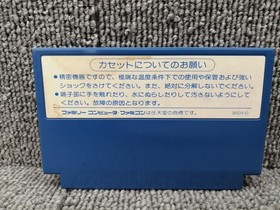 カセットについてのお願い
●精密機器ですので、極端な温度条件下での使用や保管および強い
ショックをさけてください。また、絶対に分解しないでください。
●端子部に手を触れたり、水にぬらしたりして汚さないようにして
ください。故障の原因となります。
ファミリーコンピュータ・ファミコンは任天堂の商標です。